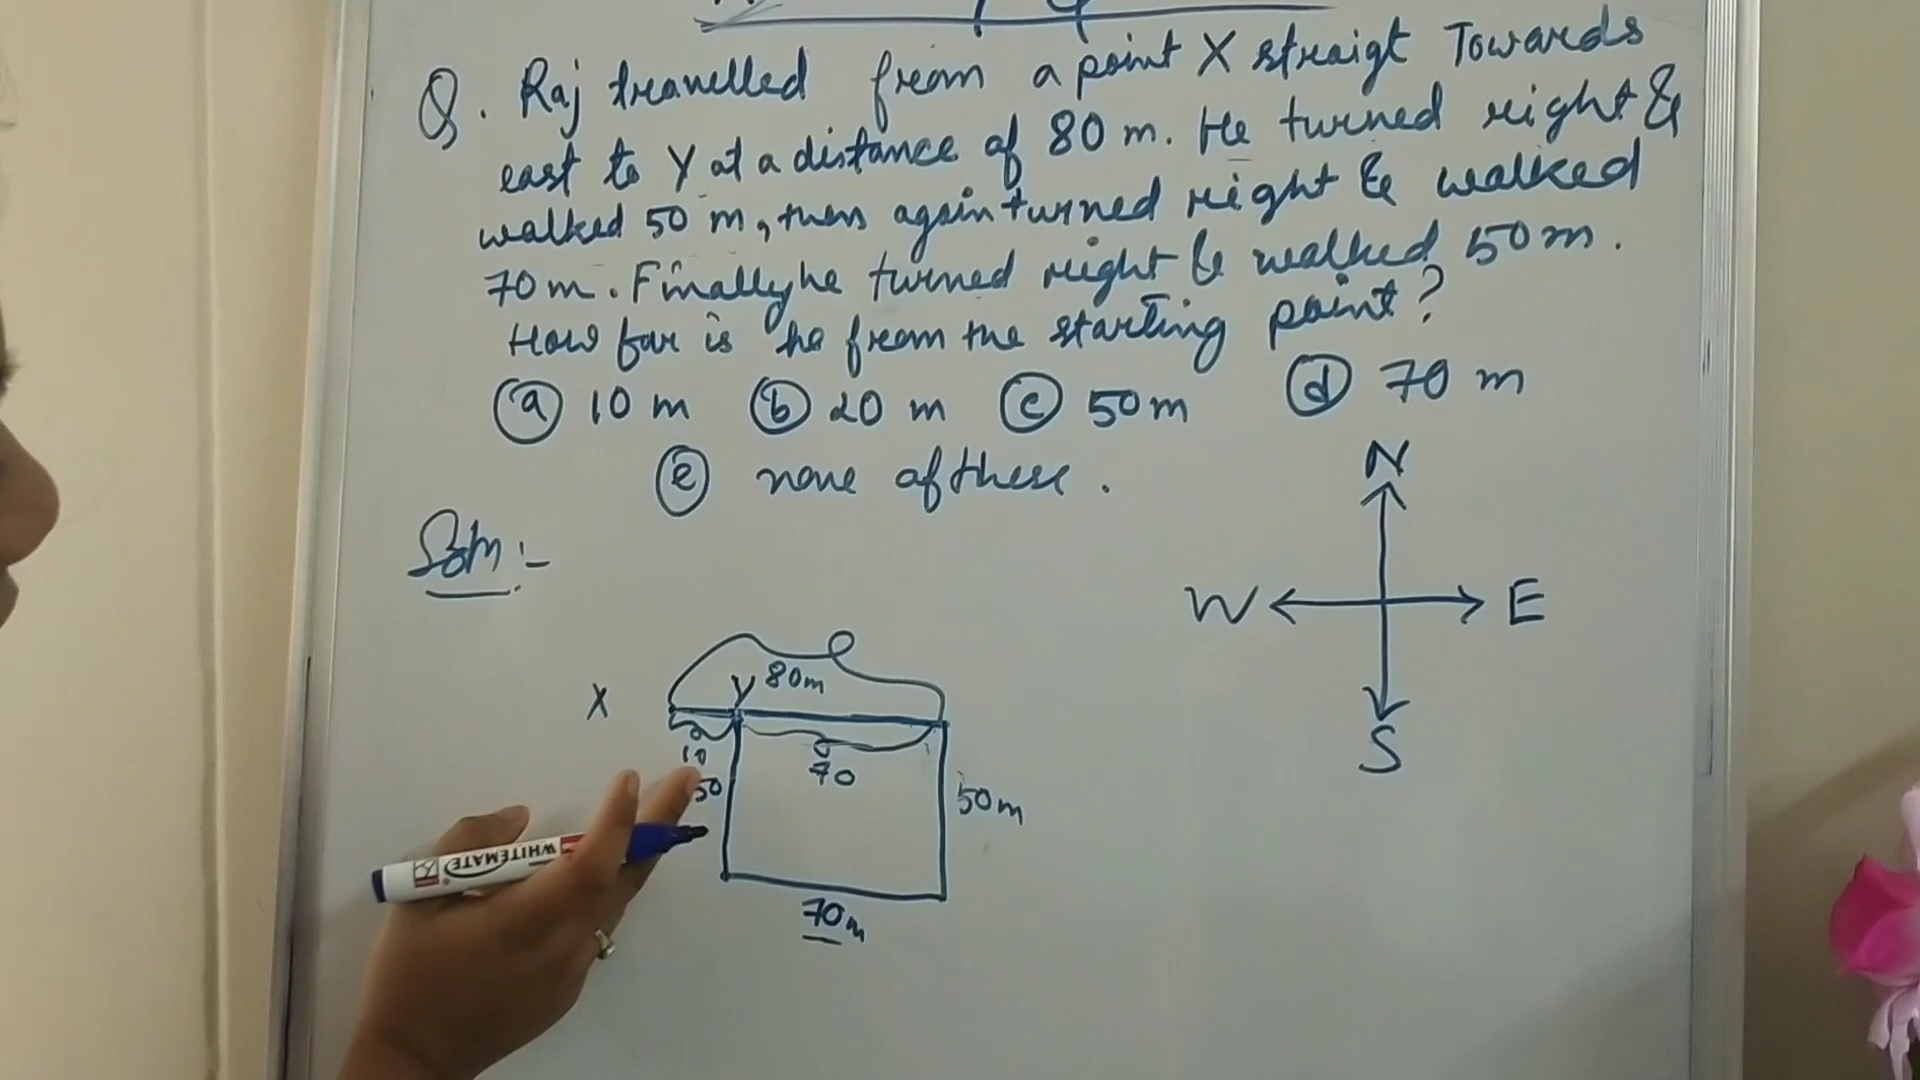 Q. Raj travelled from a point X straigt Towards
east to Y at a distance of 80 m. He turned right &
walked 50 m, then again turned right & walked
70 m. Finally he turned right & walked 50 m.
How far is he from the starting point?
(a) 10 m (b) 20 m (c) 50 m (d) 70 m
(e) none of these.
Soln :-
N
W E
S
X Y 80m
10 70
50 50m
70m
WHITEMATE